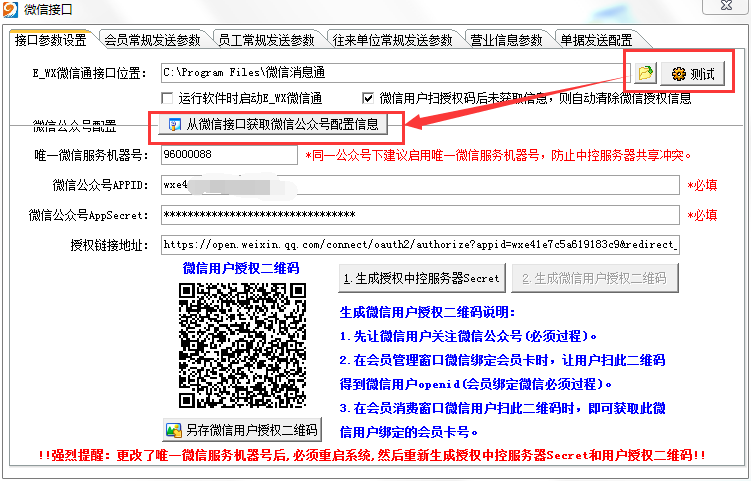 微信接口
接口参数设置 会员常规发送参数 员工常规发送参数 往来单位常规发送参数 营业信息参数 单据发送配置
E_WX微信通接口位置: C:\Program Files\微信消息通 测试
运行软件时启动E_WX微信通 微信用户扫授权码后未获取信息，则自动清除微信授权信息
微信公众号配置 从微信接口获取微信公众号配置信息
唯一微信服务机器号: 96000088 *同一公众号下建议启用唯一微信服务机器号，防止中控服务器共享冲突。
微信公众号APPID: wxe4 *必填
微信公众号AppSecret: ******************************** *必填
授权链接地址: https://open.weixin.qq.com/connect/oauth2/authorize?appid=wxe41e7c5a619183c9&redirect_
微信用户授权二维码
1.生成授权中控服务器Secret 2.生成微信用户授权二维码
生成微信用户授权二维码说明:
1.先让微信用户关注微信公众号(必须过程)。
2.在会员管理窗口微信绑定会员卡时，让用户扫此二维码
得到微信用户openid(会员绑定微信必须过程)。
3.在会员消费窗口微信用户扫此二维码时，即可获取此微
信用户绑定的会员卡号。
另存微信用户授权二维码
!!强烈提醒: 更改了唯一微信服务机器号后,必须重启系统,然后重新生成授权中控服务器Secret和用户授权二维码!!